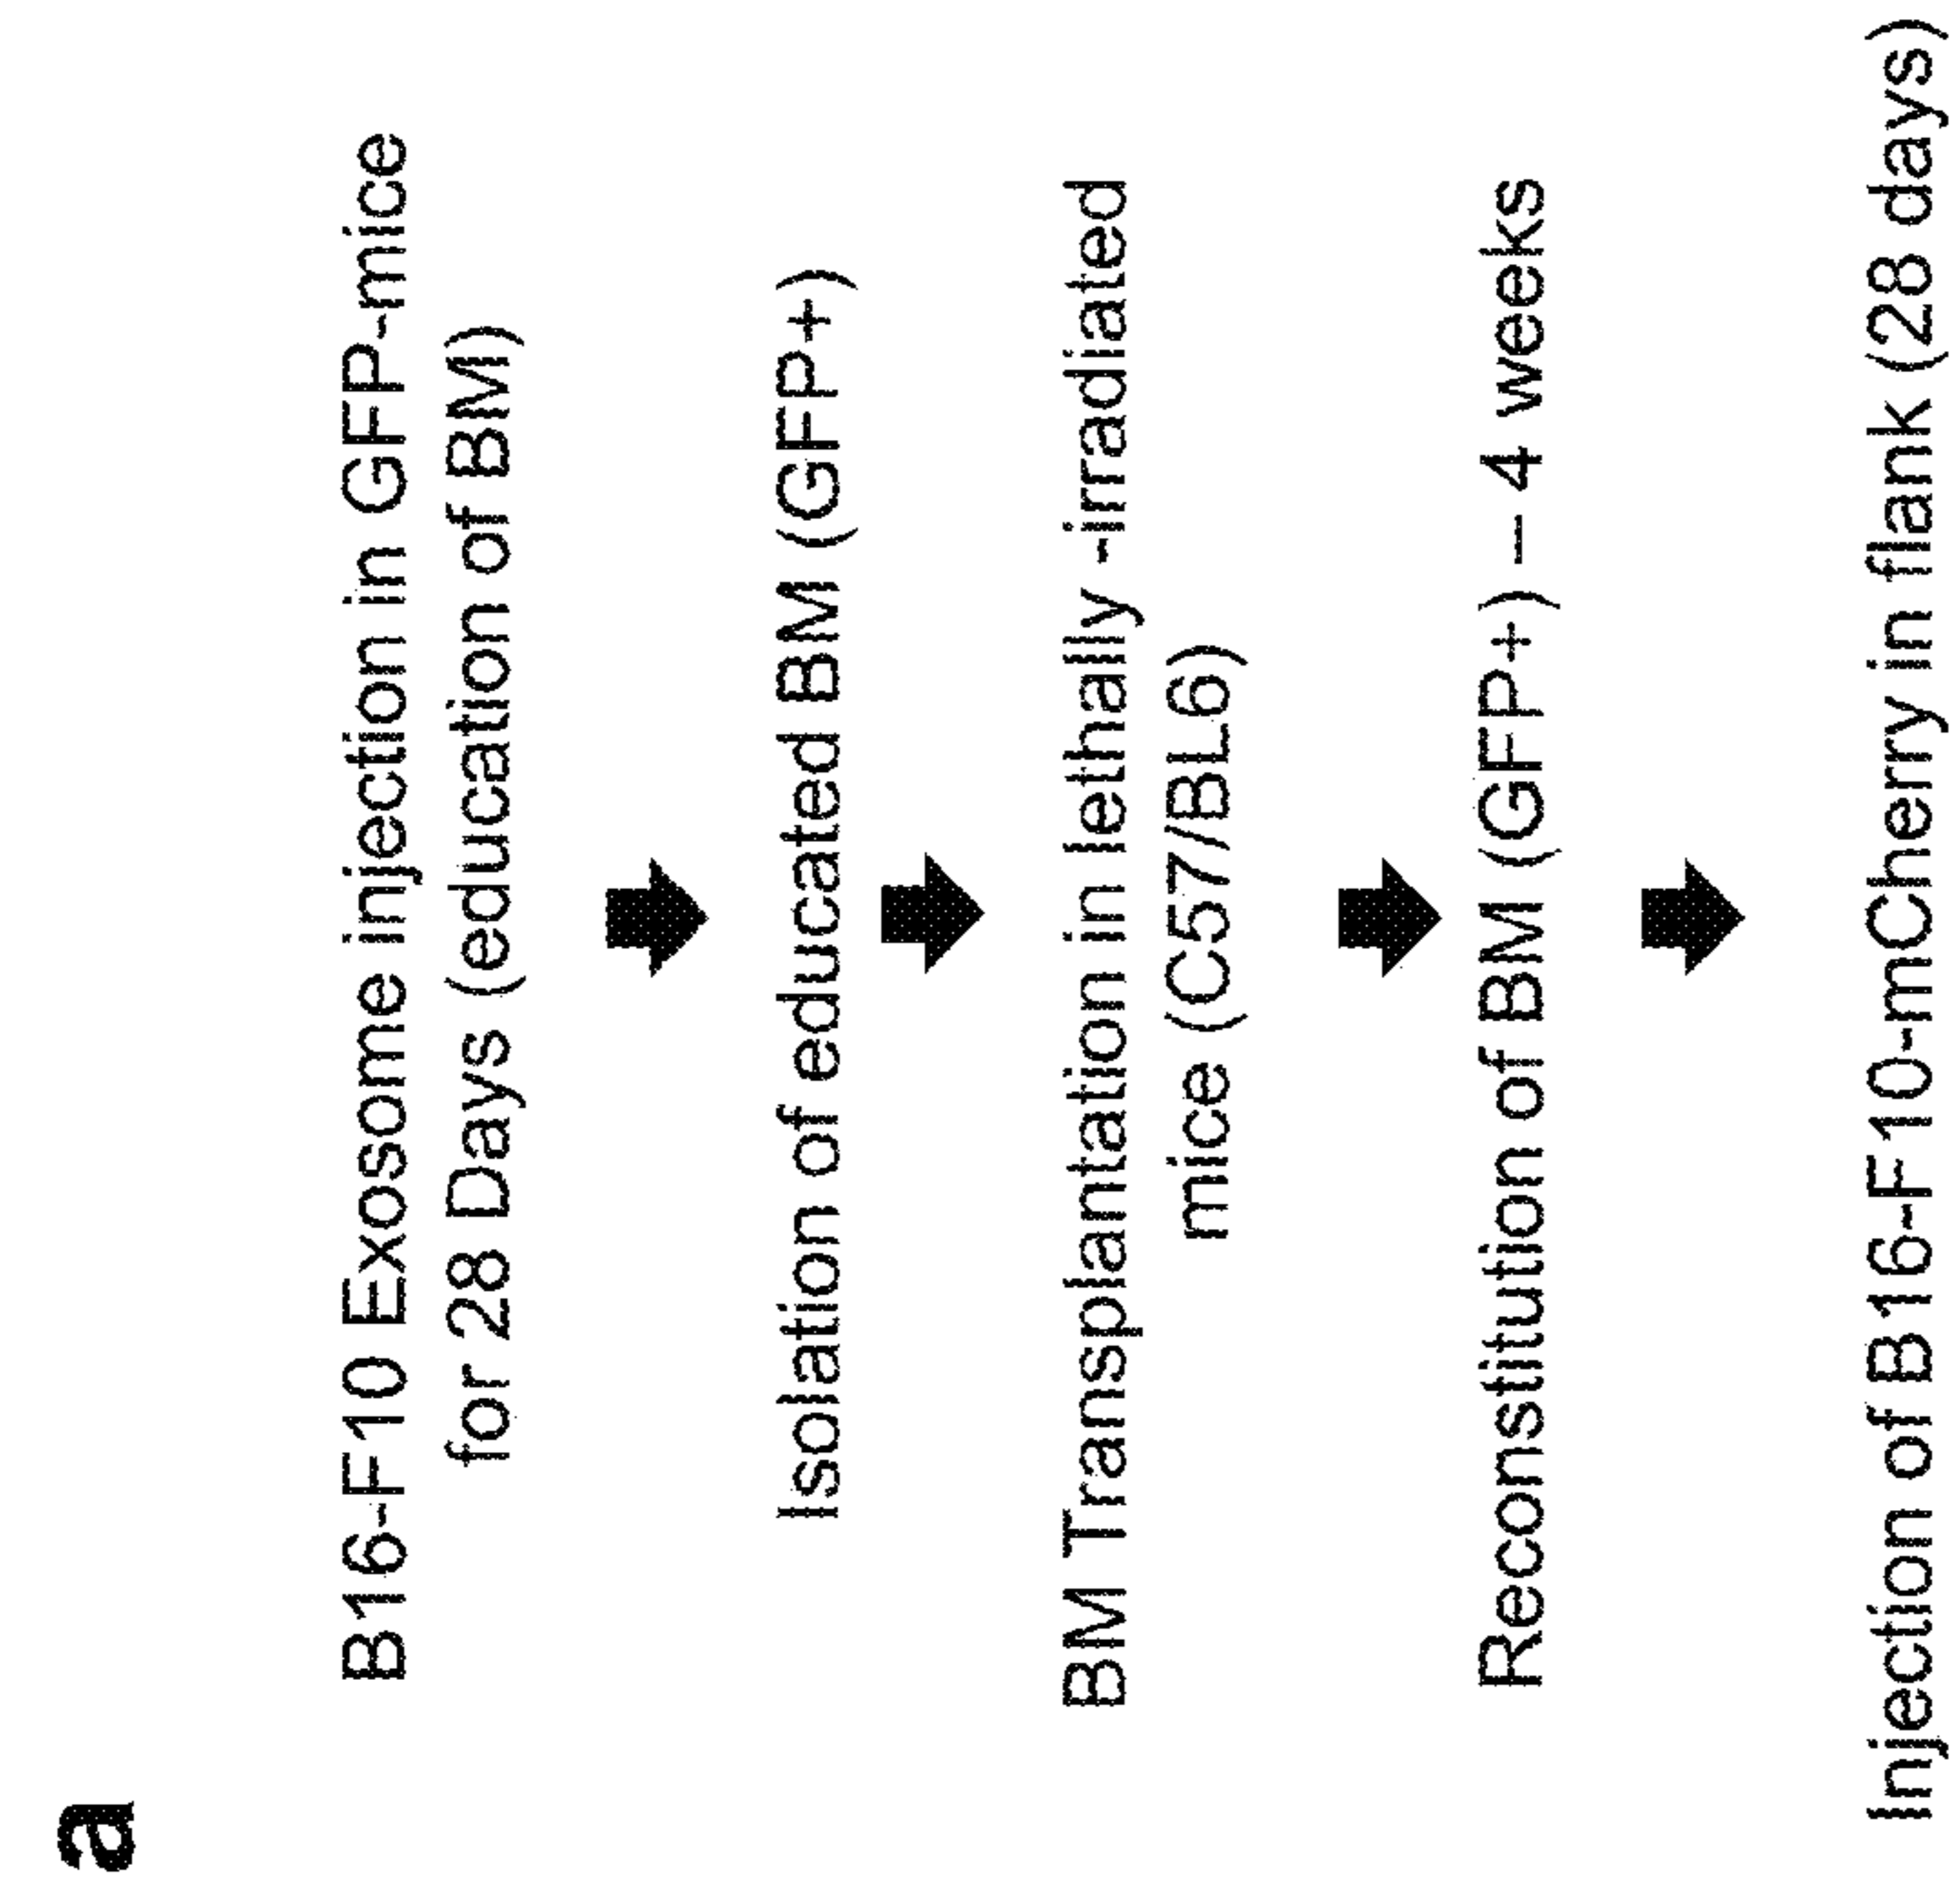 a
B16-F10 Exosome injection in GFP-mice
for 28 Days (education of BM)
Isolation of educated BM (GFP+)
BM Transplantation in lethally -irradiated
mice (C57/BL6)
Reconstitution of BM (GFP+) – 4 weeks
Injection of B16-F10-mCherry in flank (28 days)